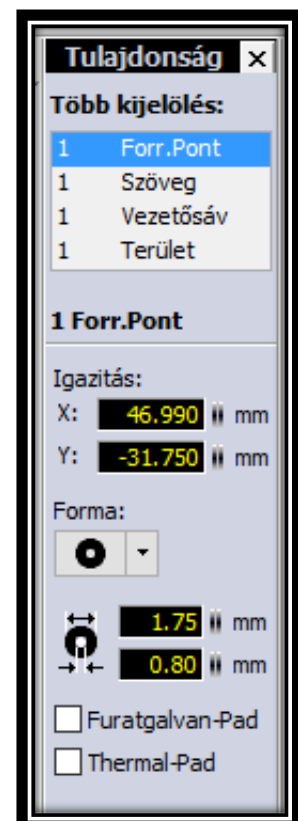 Tulajdonság ×
Több kijelölés:
1 Forr.Pont
1 Szöveg
1 Vezetősáv
1 Terület
1 Forr.Pont
Igazitás:
X: 46.990 mm
Y: -31.750 mm
Forma:
1.75 mm
0.80 mm
Furatgalvan-Pad
Thermal-Pad